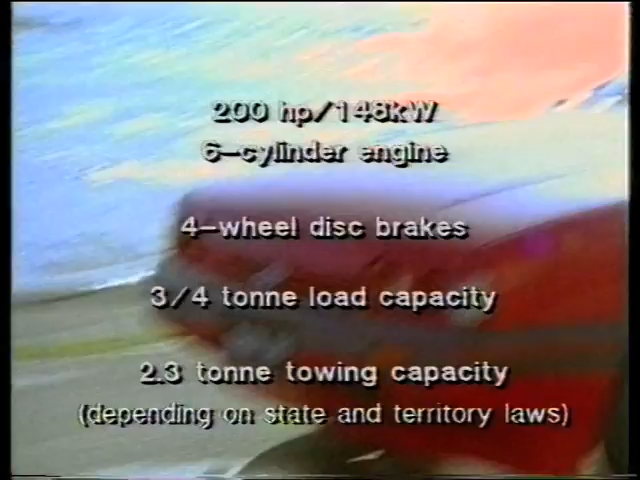 200 hp/148kW
6-cylinder engine
4-wheel disc brakes
3/4 tonne load capacity
2.3 tonne towing capacity
(depending on state and territory laws)